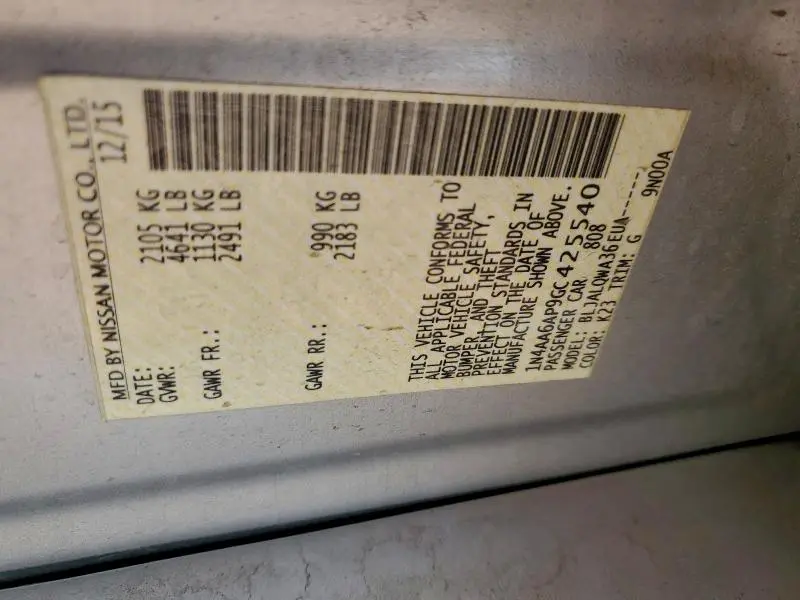 MFD BY NISSAN MOTOR CO., LTD.
DATE: 12/15
GVWR: 2105 KG
4641 LB
GAWR FR.: 1130 KG
2491 LB
GAWR RR.: 990 KG
2183 LB
THIS VEHICLE CONFORMS TO
ALL APPLICABLE FEDERAL
MOTOR VEHICLE SAFETY,
BUMPER, AND THEFT
PREVENTION STANDARDS IN
EFFECT ON THE DATE OF
MANUFACTURE SHOWN ABOVE.
1N4AA6AP9GC425540
PASSENGER CAR 808
MODEL: BLJALQWA36EUA------
COLOR: K23 TRIM: G 9N00A